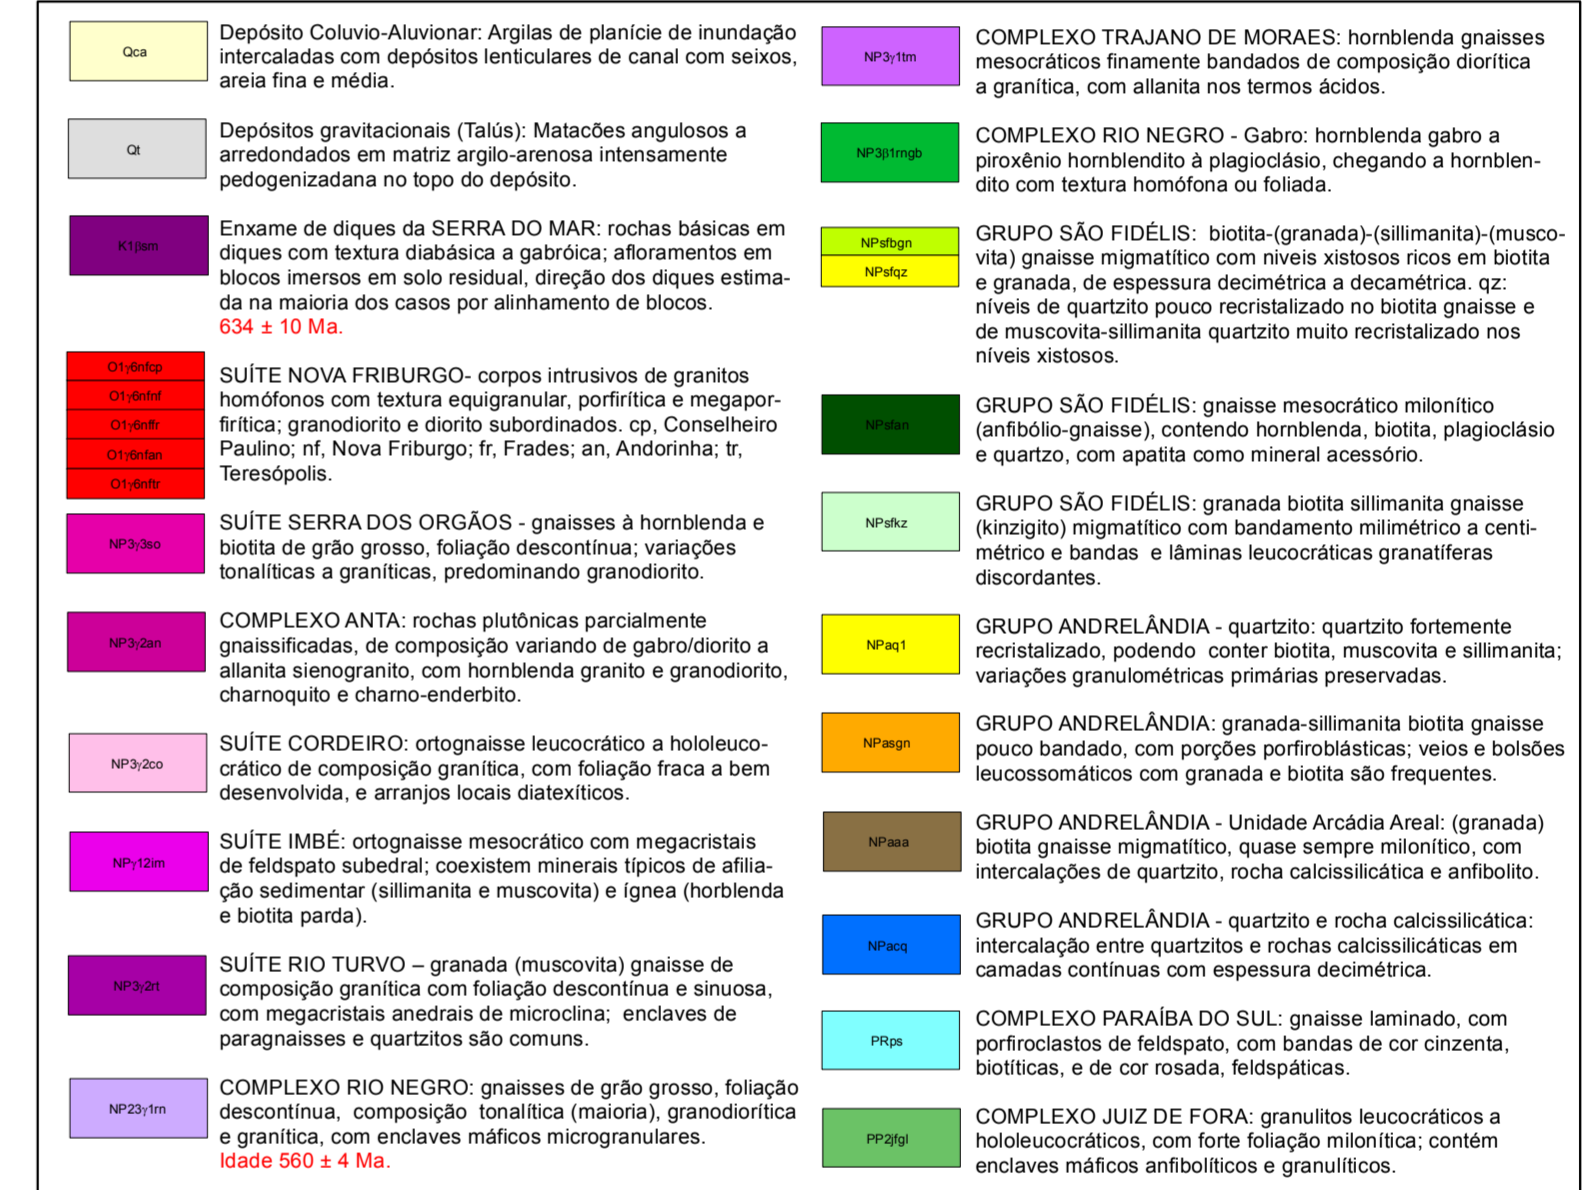 Qca
Depósito Coluvio-Aluvionar: Argilas de planície de inundação
intercaladas com depósitos lenticulares de canal com seixos,
areia fina e média.
Qt
Depósitos gravitacionais (Talús): Matacões angulosos a
arredondados em matriz argilo-arenosa intensamente
pedogenizadana no topo do depósito.
K1βsm
Enxame de diques da SERRA DO MAR: rochas básicas em
diques com textura diabásica a gabróica; afloramentos em
blocos imersos em solo residual, direção dos diques estima-
da na maioria dos casos por alinhamento de blocos.
634 ± 10 Ma.
O1γ6nfcp
O1γ6nfnf
O1γ6nffr
O1γ6nfan
O1γ6nftr
SUÍTE NOVA FRIBURGO- corpos intrusivos de granitos
homófonos com textura equigranular, porfirítica e megapor-
firítica; granodiorito e diorito subordinados. cp, Conselheiro
Paulino; nf, Nova Friburgo; fr, Frades; an, Andorinha; tr,
Teresópolis.
NP3γ3so
SUÍTE SERRA DOS ORGÃOS - gnaisses à hornblenda e
biotita de grão grosso, foliação descontínua; variações
tonalíticas a graníticas, predominando granodiorito.
NP3γ2an
COMPLEXO ANTA: rochas plutônicas parcialmente
gnaissificadas, de composição variando de gabro/diorito a
allanita sienogranito, com hornblenda granito e granodiorito,
charnoquito e charno-enderbito.
NP3γ2co
SUÍTE CORDEIRO: ortognaisse leucocrático a hololeuco-
crático de composição granítica, com foliação fraca a bem
desenvolvida, e arranjos locais diatexíticos.
NPγ12im
SUÍTE IMBÉ: ortognaisse mesocrático com megacristais
de feldspato subedral; coexistem minerais típicos de afilia-
ção sedimentar (sillimanita e muscovita) e ígnea (horblenda
e biotita parda).
NP3γ2rt
SUÍTE RIO TURVO – granada (muscovita) gnaisse de
composição granítica com foliação descontínua e sinuosa,
com megacristais anedrais de microclina; enclaves de
paragnaisses e quartzitos são comuns.
NP23γ1rn
COMPLEXO RIO NEGRO: gnaisses de grão grosso, foliação
descontínua, composição tonalítica (maioria), granodiorítica
e granítica, com enclaves máficos microgranulares.
Idade 560 ± 4 Ma.
NP3γ1tm
COMPLEXO TRAJANO DE MORAES: hornblenda gnaisses
mesocráticos finamente bandados de composição diorítica
a granítica, com allanita nos termos ácidos.
NP3β1rngb
COMPLEXO RIO NEGRO - Gabro: hornblenda gabro a
piroxênio hornblendito à plagioclásio, chegando a hornblen-
dito com textura homófona ou foliada.
NPsfbgn
NPsfqz
GRUPO SÃO FIDÉLIS: biotita-(granada)-(sillimanita)-(musco-
vita) gnaisse migmatítico com niveis xistosos ricos em biotita
e granada, de espessura decimétrica a decamétrica. qz:
níveis de quartzito pouco recristalizado no biotita gnaisse e
de muscovita-sillimanita quartzito muito recristalizado nos
níveis xistosos.
NPsfan
GRUPO SÃO FIDÉLIS: gnaisse mesocrático milonítico
(anfibólio-gnaisse), contendo hornblenda, biotita, plagioclásio
e quartzo, com apatita como mineral acessório.
NPsfkz
GRUPO SÃO FIDÉLIS: granada biotita sillimanita gnaisse
(kinzigito) migmatítico com bandamento milimétrico a centi-
métrico e bandas e lâminas leucocráticas granatíferas
discordantes.
NPaq1
GRUPO ANDRELÂNDIA - quartzito: quartzito fortemente
recristalizado, podendo conter biotita, muscovita e sillimanita;
variações granulométricas primárias preservadas.
NPasgn
GRUPO ANDRELÂNDIA: granada-sillimanita biotita gnaisse
pouco bandado, com porções porfiroblásticas; veios e bolsões
leucossomáticos com granada e biotita são frequentes.
NPaaa
GRUPO ANDRELÂNDIA - Unidade Arcádia Areal: (granada)
biotita gnaisse migmatítico, quase sempre milonítico, com
intercalações de quartzito, rocha calcissilicática e anfibolito.
NPacq
GRUPO ANDRELÂNDIA - quartzito e rocha calcissilicática:
intercalação entre quartzitos e rochas calcissilicáticas em
camadas contínuas com espessura decimétrica.
PRps
COMPLEXO PARAÍBA DO SUL: gnaisse laminado, com
porfiroclastos de feldspato, com bandas de cor cinzenta,
biotíticas, e de cor rosada, feldspáticas.
PP2jfgl
COMPLEXO JUIZ DE FORA: granulitos leucocráticos a
hololeucocráticos, com forte foliação milonítica; contém
enclaves máficos anfibolíticos e granulíticos.